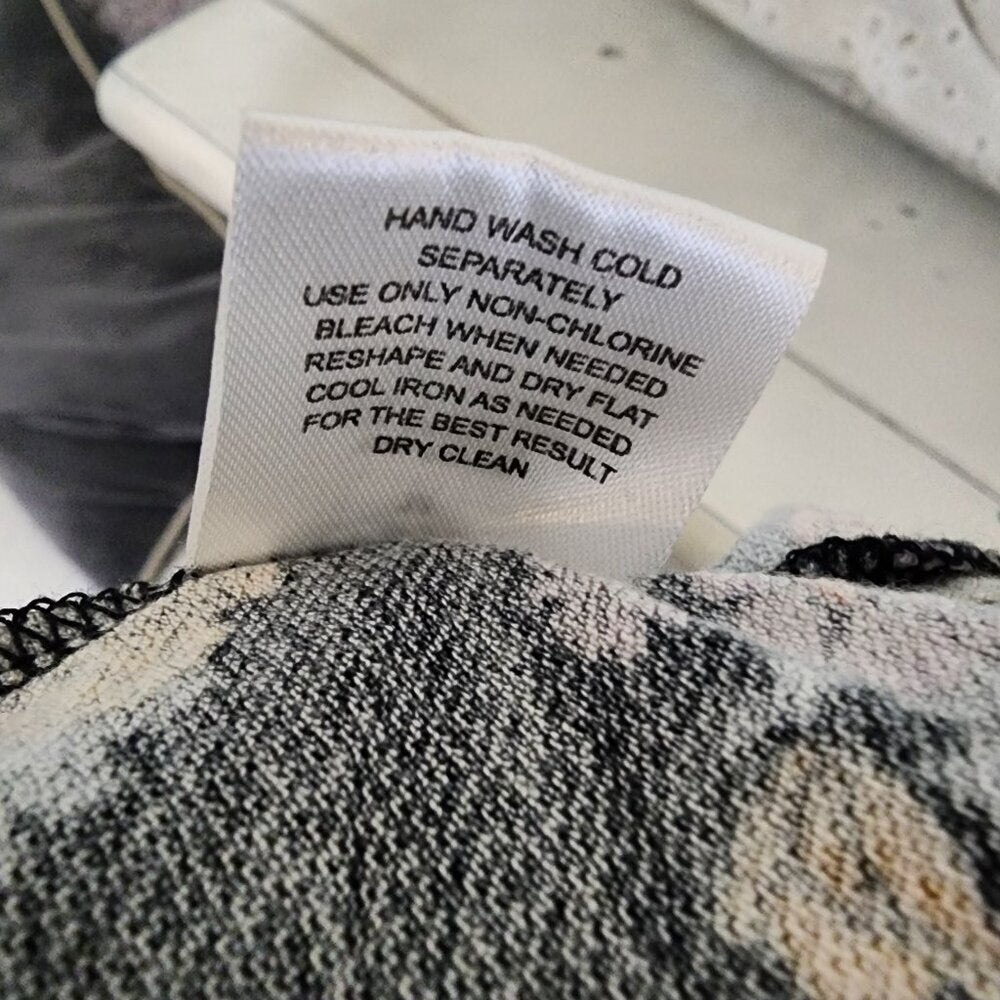 HAND WASH COLD
SEPARATELY
USE ONLY NON-CHLORINE
BLEACH WHEN NEEDED
RESHAPE AND DRY FLAT
COOL IRON AS NEEDED
FOR THE BEST RESULT
DRY CLEAN